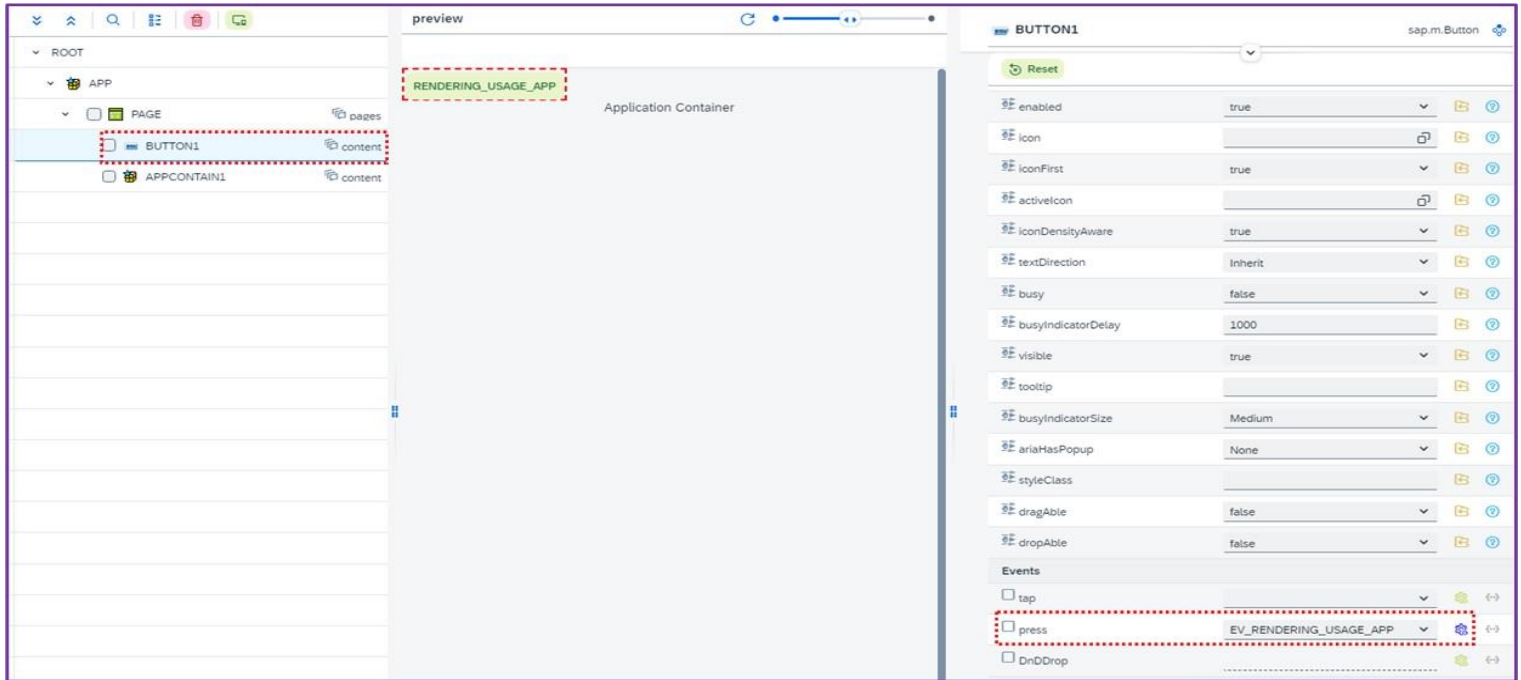 preview
ROOT
APP
PAGE pages
BUTTON1 content
APPCONTAIN1 content
RENDERING_USAGE_APP
Application Container
BUTTON1 sap.m.Button
Reset
enabled true
icon
iconFirst true
activeIcon
iconDensityAware true
textDirection Inherit
busy false
busyIndicatorDelay 1000
visible true
tooltip
busyIndicatorSize Medium
ariaHasPopup None
styleClass
dragAble false
dropAble false
Events
tap
press EV_RENDERING_USAGE_APP
DnDDrop